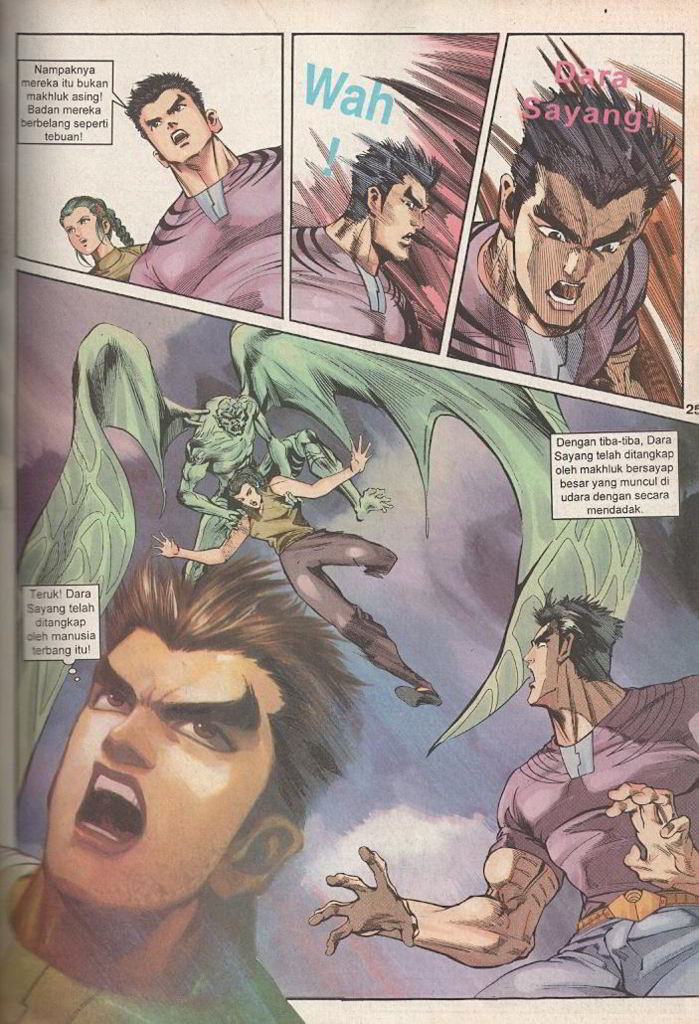 Nampaknya
mereka itu bukan
makhluk asing!
Badan mereka
berbelang seperti
tebuan!
Wah
!
Dara
Sayang!
25
Dengan tiba-tiba, Dara
Sayang telah ditangkap
oleh makhluk bersayap
besar yang muncul di
udara dengan secara
mendadak.
Teruk! Dara
Sayang telah
ditangkap
oleh manusia
terbang itu!